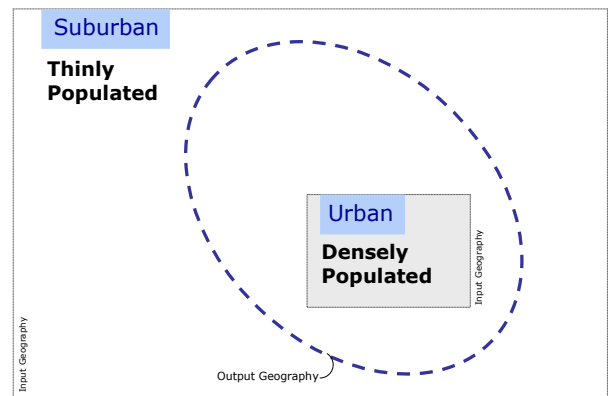 Suburban
Thinly
Populated
Urban
Densely
Populated
Input Geography
Input Geography
Output Geography